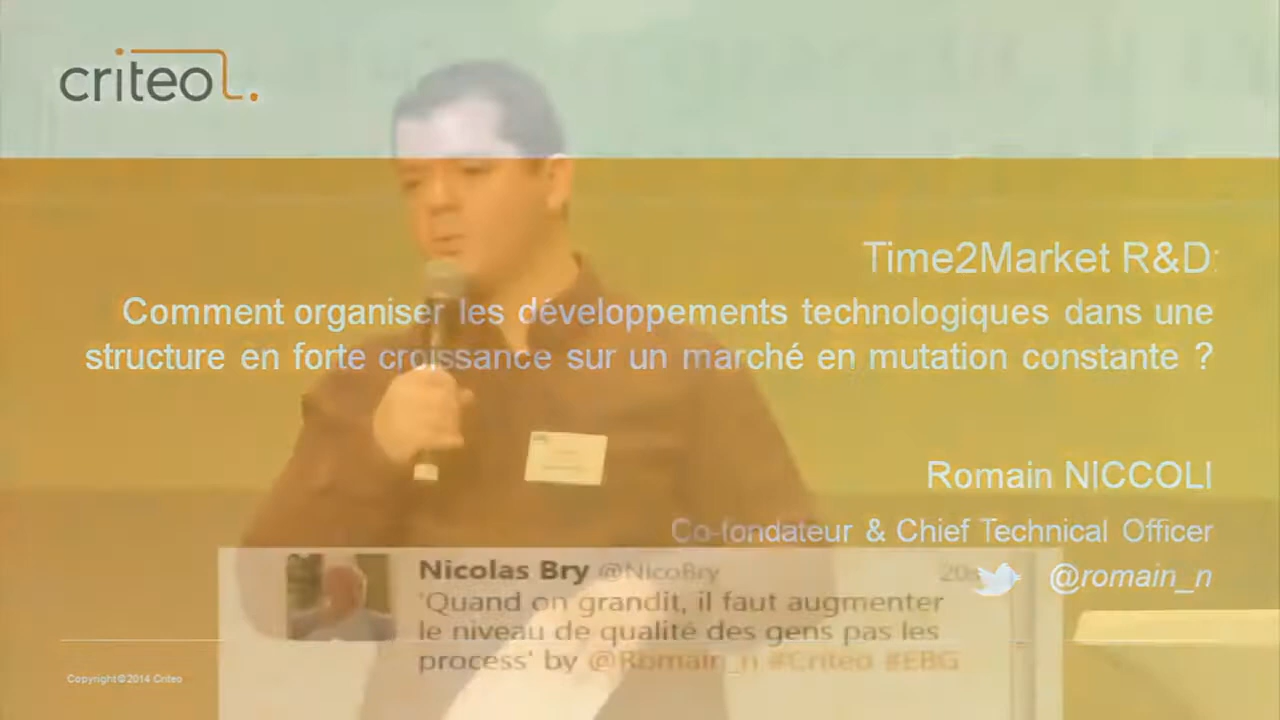 criteo.
Time2Market R&D:
Comment organiser les développements technologiques dans une
structure en forte croissance sur un marché en mutation constante ?
Romain NICCOLI
Co-fondateur & Chief Technical Officer
@romain_n
Nicolas Bry @NicoBry
'Quand on grandit, il faut augmenter
le niveau de qualité des gens pas les
process' by @Romain_n #Criteo #EBG
Copyright©2014 Criteo